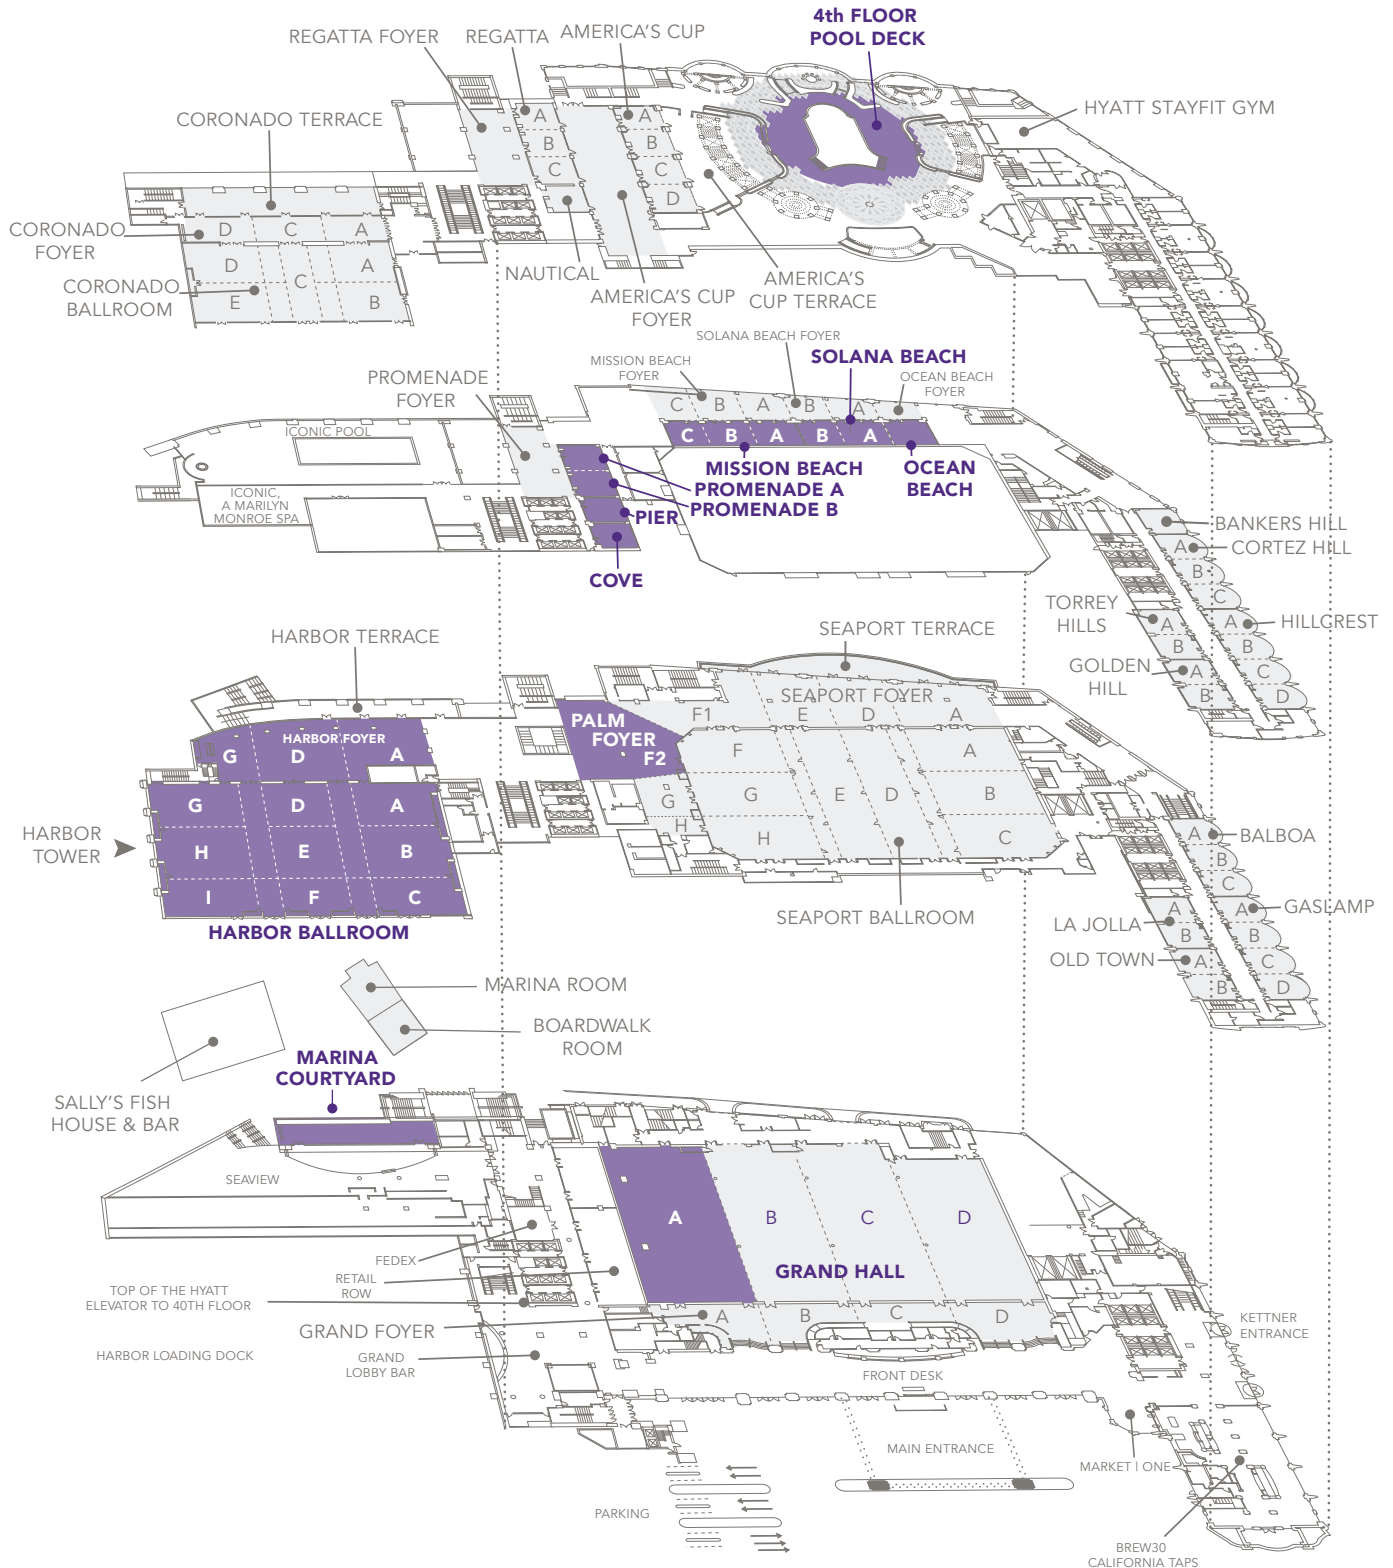 4th FLOOR
POOL DECK
REGATTA FOYER
REGATTA
AMERICA'S CUP
HYATT STAYFIT GYM
CORONADO TERRACE
A
B
C
A
B
C
D
CORONADO
FOYER
D
C
A
D
C
A
E
B
CORONADO
BALLROOM
NAUTICAL
AMERICA'S CUP
FOYER
AMERICA'S
CUP TERRACE
SOLANA BEACH FOYER
MISSION BEACH
FOYER
SOLANA BEACH
OCEAN BEACH
FOYER
PROMENADE
FOYER
C
B
A
B
A
C
B
A
B
A
ICONIC POOL
ICONIC,
A MARILYN
MONROE SPA
MISSION BEACH
PROMENADE A
PROMENADE B
OCEAN
BEACH
PIER
COVE
BANKERS HILL
A
CORTEZ HILL
B
C
TORREY
HILLS
A
B
A
HILLCREST
B
GOLDEN
HILL
A
B
C
D
HARBOR TERRACE
SEAPORT TERRACE
SEAPORT FOYER
F1
E
D
A
PALM
FOYER
F2
HARBOR FOYER
G
D
A
G
D
A
H
E
B
I
F
C
HARBOR
TOWER
HARBOR BALLROOM
G
H
F
G
H
E
D
A
B
C
SEAPORT BALLROOM
A
BALBOA
B
C
LA JOLLA
A
B
A
GASLAMP
B
OLD TOWN
A
B
C
D
MARINA ROOM
BOARDWALK
ROOM
MARINA
COURTYARD
SALLY'S FISH
HOUSE & BAR
SEAVIEW
A
B
C
D
GRAND HALL
FEDEX
RETAIL
ROW
TOP OF THE HYATT
ELEVATOR TO 40TH FLOOR
GRAND FOYER
A
B
C
D
KETTNER
ENTRANCE
HARBOR LOADING DOCK
GRAND
LOBBY BAR
FRONT DESK
MAIN ENTRANCE
MARKET | ONE
PARKING
BREW30
CALIFORNIA TAPS